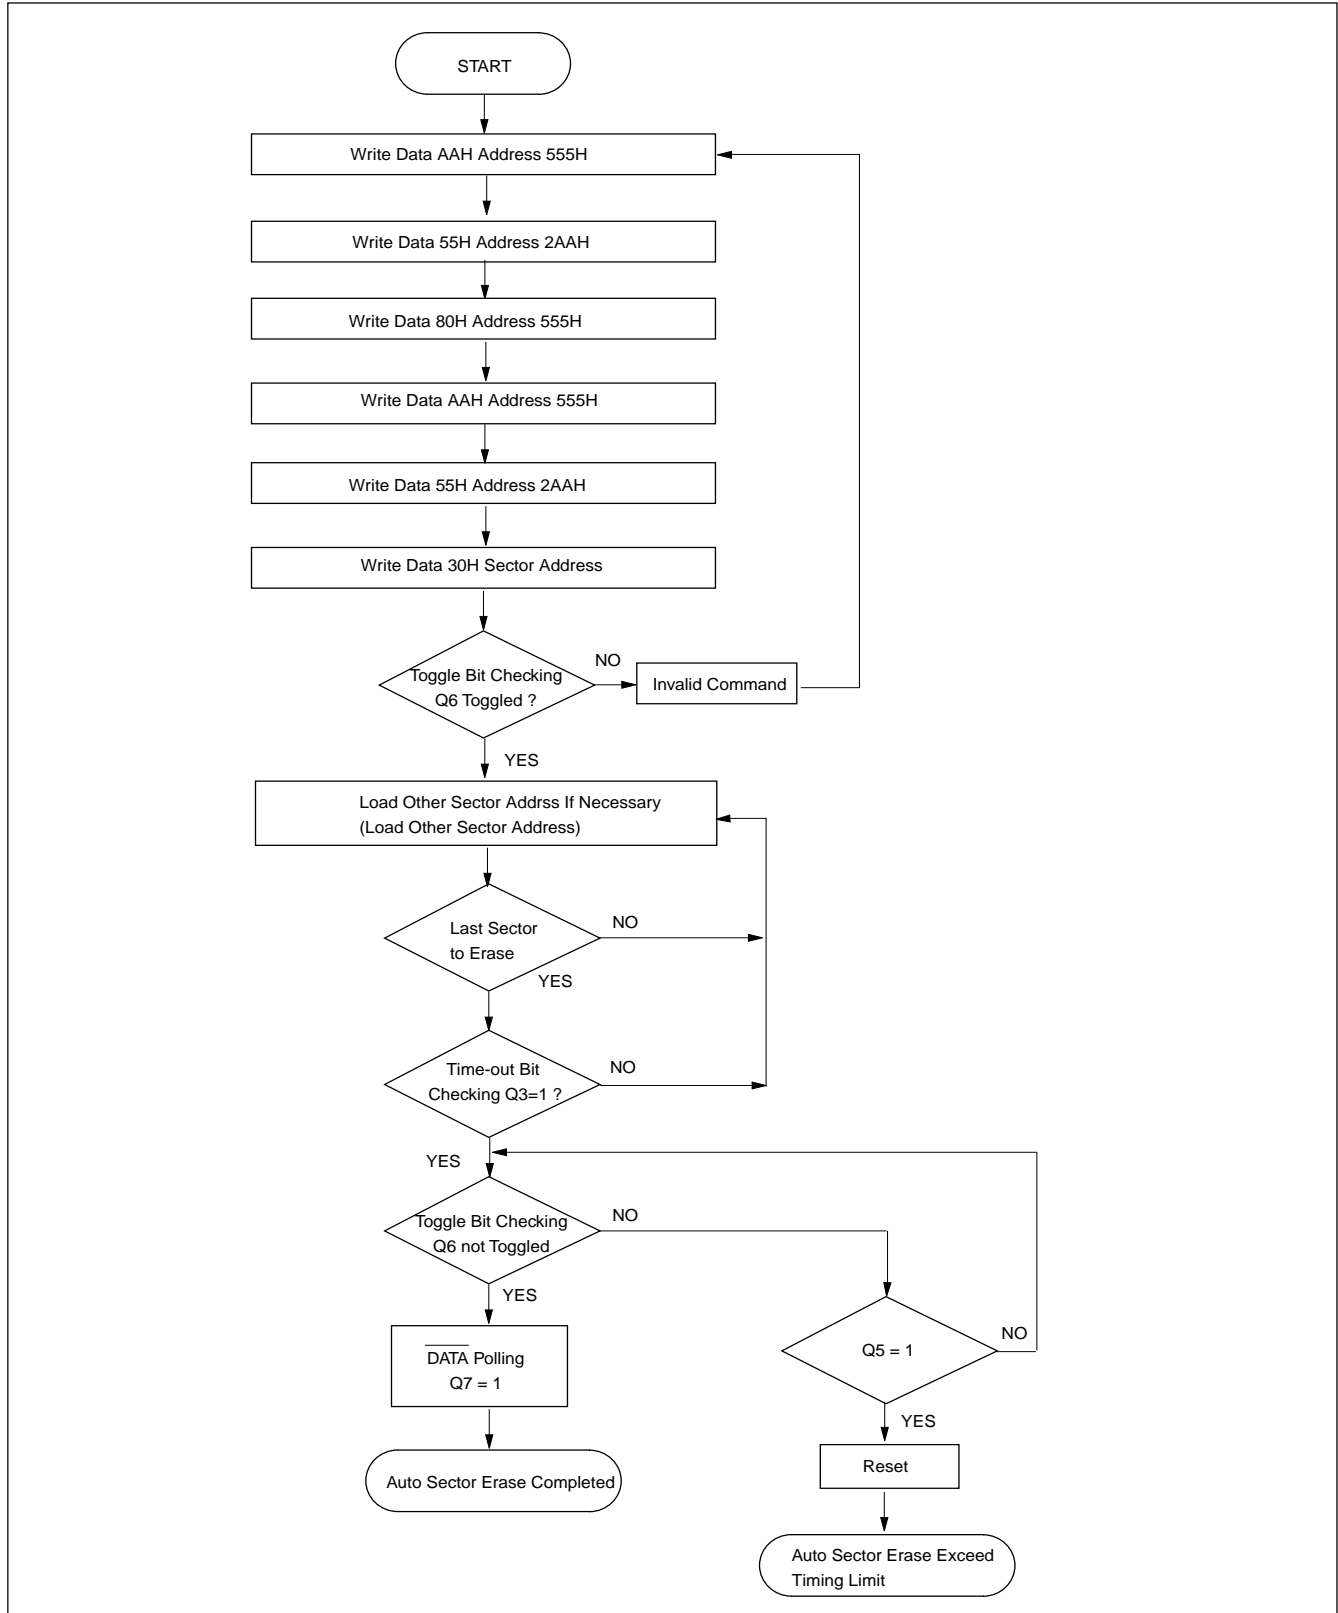 START
Write Data AAH Address 555H
Write Data 55H Address 2AAH
Write Data 80H Address 555H
Write Data AAH Address 555H
Write Data 55H Address 2AAH
Write Data 30H Sector Address
Toggle Bit Checking
Q6 Toggled ?
NO
Invalid Command
YES
Load Other Sector Addrss If Necessary
(Load Other Sector Address)
Last Sector
to Erase
NO
YES
Time-out Bit
Checking Q3=1 ?
NO
YES
Toggle Bit Checking
Q6 not Toggled
NO
YES
DATA Polling
Q7 = 1
Q5 = 1
NO
YES
Auto Sector Erase Completed
Reset
Auto Sector Erase Exceed
Timing Limit